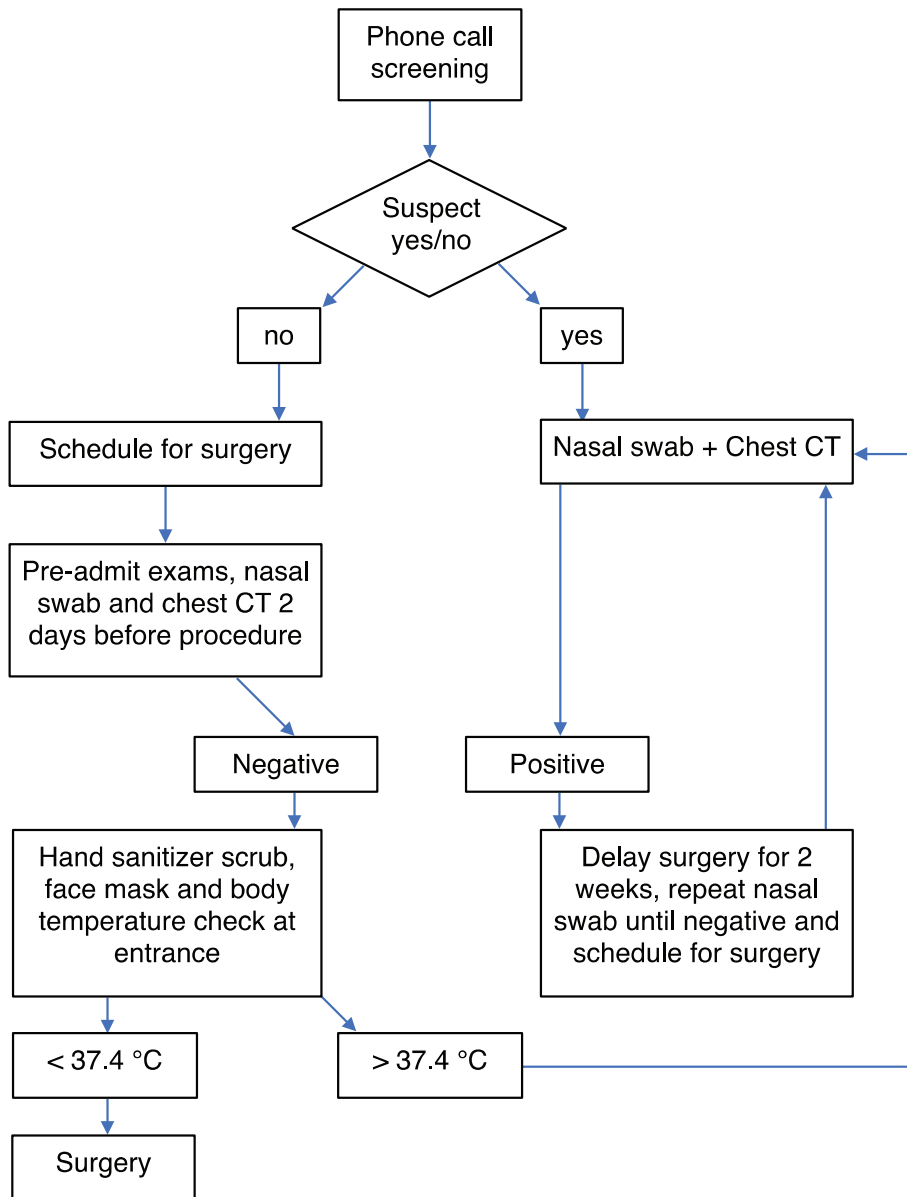 Phone call
screening
Suspect
yes/no
no
yes
Schedule for surgery
Nasal swab + Chest CT
Pre-admit exams, nasal
swab and chest CT 2
days before procedure
Negative
Positive
Hand sanitizer scrub,
face mask and body
temperature check at
entrance
Delay surgery for 2
weeks, repeat nasal
swab until negative and
schedule for surgery
< 37.4 °C
> 37.4 °C
Surgery